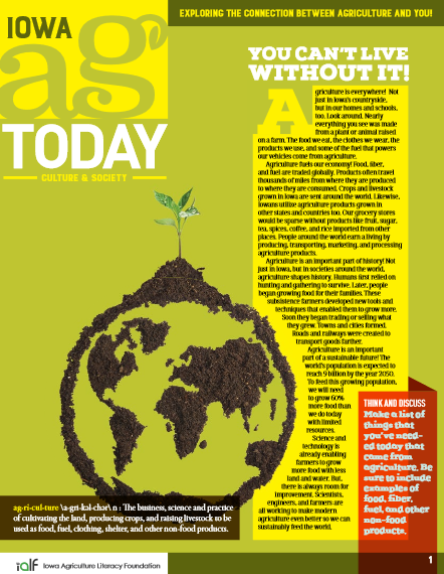 EXPLORING THE CONNECTION BETWEEN AGRICULTURE AND YOU!
IOWA
ag
TODAY
CULTURE & SOCIETY
YOU CAN'T LIVE
WITHOUT IT!
Agriculture is everywhere! Not
just in Iowa's countryside,
but in our homes and schools,
too. Look around. Nearly
everything you see was made
from a plant or animal raised
on a farm. The food we eat, the clothes we wear, the
products we use, and some of the fuel that powers
our vehicles come from agriculture.
Agriculture fuels our economy! Food, fiber,
and fuel are traded globally. Products often travel
thousands of miles from where they are produced
to where they are consumed. Crops and livestock
grown in Iowa are sent around the world. Likewise,
Iowans utilize agriculture products grown in
other states and countries too. Our grocery stores
would be sparse without products like fruit, sugar,
tea, spices, coffee, and rice imported from other
places. People around the world earn a living by
producing, transporting, marketing, and processing
agriculture products.
Agriculture is an important part of history! Not
just in Iowa, but in societies around the world,
agriculture shapes history. Humans first relied on
hunting and gathering to survive. Later, people
began growing food for their families. These
subsistence farmers developed new tools and
techniques that enabled them to grow more.
Soon they began trading or selling what
they grew. Towns and cities formed.
Roads and railways were created to
transport goods farther.
Agriculture is an important
part of a sustainable future! The
world's population is expected to
reach 9 billion by the year 2050.
To feed this growing population,
we will need
to grow 60%
more food than
we do today
with limited
resources.
Science and
technology is
already enabling
farmers to grow
more food with less
land and water. But,
there is always room for
improvement. Scientists,
engineers, and farmers are
all working to make modern
agriculture even better so we can
sustainably feed the world.
THINK AND DISCUSS
Make a list of
things that
you've need-
ed today that
came from
agriculture. Be
sure to include
examples of
food, fiber,
fuel, and other
non-food
products.
ag·ri·cul·ture \'a-gri-ˌkəl-chər\ n : The business, science and practice
of cultivating the land, producing crops, and raising livestock to be
used as food, fuel, clothing, shelter, and other non-food products.
ialf Iowa Agriculture Literacy Foundation
1